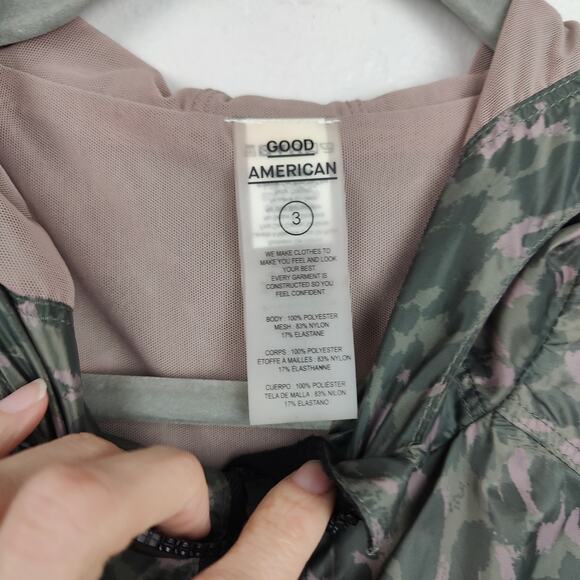 GOOD
AMERICAN
3
WE MAKE CLOTHES TO
MAKE YOU FEEL AND LOOK
YOUR BEST
EVERY GARMENT IS
CONSTRUCTED SO YOU
FEEL CONFIDENT
BODY : 100% POLYESTER
MESH : 83% NYLON
17% ELASTANE
CORPS : 100% POLYESTER
ÉTOFFE À MAILLES : 83% NYLON
17% ÉLASTHANNE
CUERPO : 100% POLIÉSTER
TELA DE MALLA : 83% NILON
17% ELASTANO